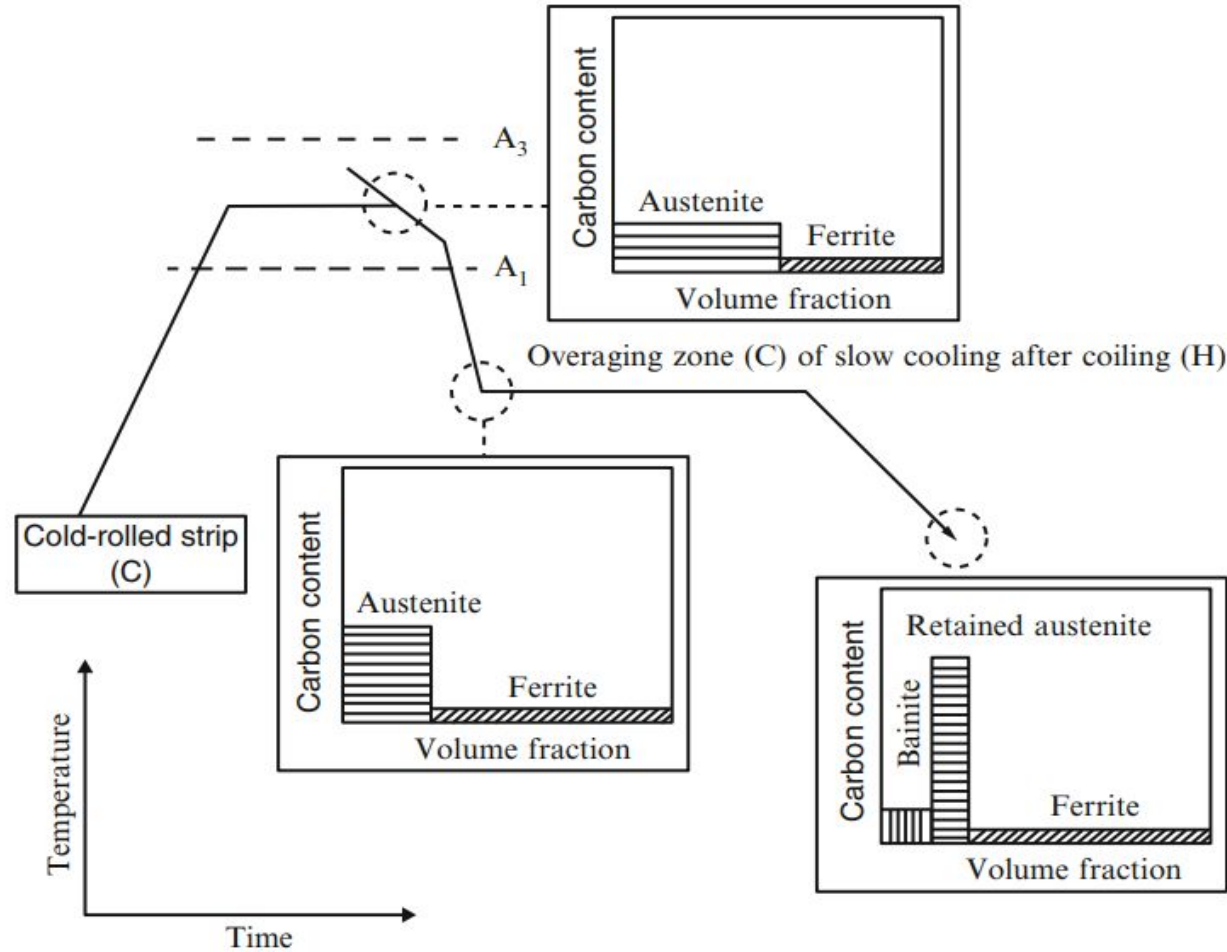 Carbon content
Austenite
Ferrite
Volume fraction
A₃
A₁
Overaging zone (C) of slow cooling after coiling (H)
Cold-rolled strip
(C)
Carbon content
Austenite
Ferrite
Volume fraction
Carbon content
Retained austenite
Bainite
Ferrite
Volume fraction
Temperature
Time